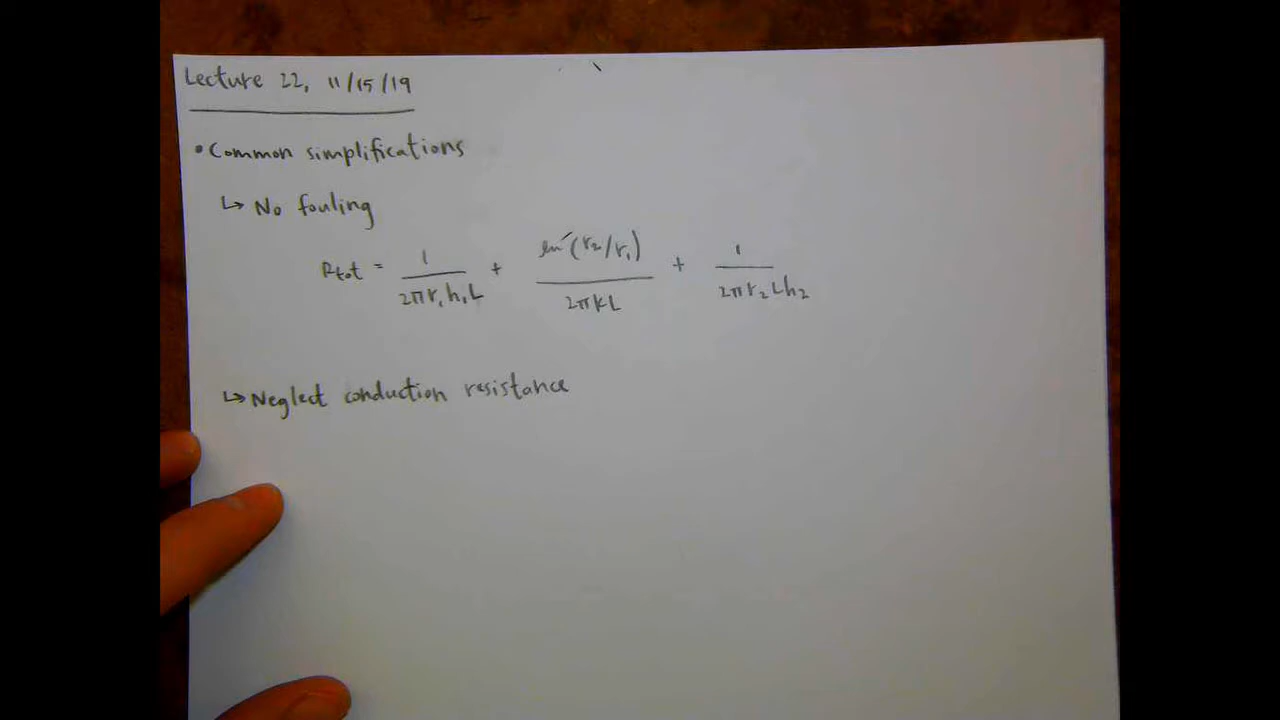 Lecture 22, 11/15/19
• Common simplifications
↳ No fouling
Rtot = 1/(2πr₁h₁L) + ln(r₂/r₁)/(2πkL) + 1/(2πr₂Lh₂)
↳ Neglect conduction resistance